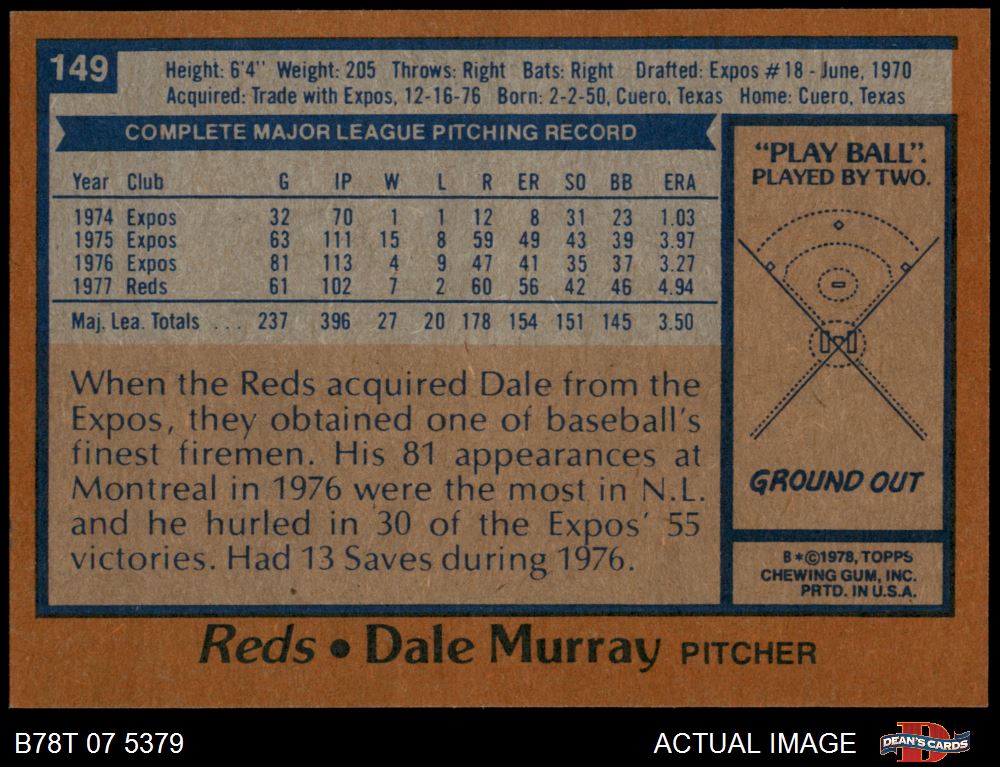 149
Height: 6'4" Weight: 205 Throws: Right Bats: Right Drafted: Expos #18 - June, 1970
Acquired: Trade with Expos, 12-16-76 Born: 2-2-50, Cuero, Texas Home: Cuero, Texas
COMPLETE MAJOR LEAGUE PITCHING RECORD
Year Club G IP W L R ER SO BB ERA
1974 Expos 32 70 1 1 12 8 31 23 1.03
1975 Expos 63 111 15 8 59 49 43 39 3.97
1976 Expos 81 113 4 9 47 41 35 37 3.27
1977 Reds 61 102 7 2 60 56 42 46 4.94
Maj. Lea. Totals ... 237 396 27 20 178 154 151 145 3.50
When the Reds acquired Dale from the
Expos, they obtained one of baseball's
finest firemen. His 81 appearances at
Montreal in 1976 were the most in N.L.
and he hurled in 30 of the Expos' 55
victories. Had 13 Saves during 1976.
"PLAY BALL".
PLAYED BY TWO.
GROUND OUT
B*©1978, TOPPS
CHEWING GUM, INC.
PRTD. IN U.S.A.
Reds • Dale Murray PITCHER
B78T 07 5379
ACTUAL IMAGE
DEAN'S CARDS